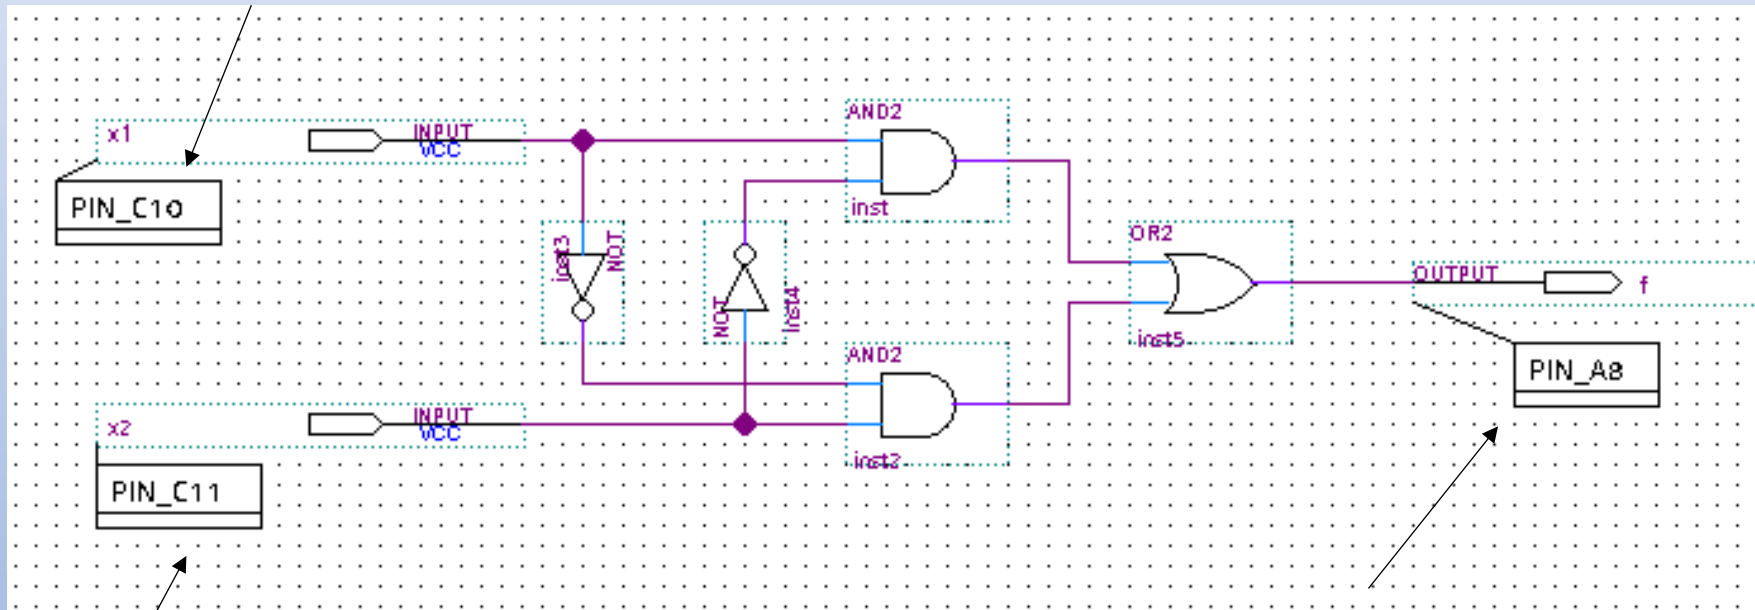 x1
INPUT
VCC
PIN_C10
AND2
inst
inst3
NOT
NOT
inst4
OR2
inst5
OUTPUT
f
PIN_A8
AND2
inst2
x2
INPUT
VCC
PIN_C11